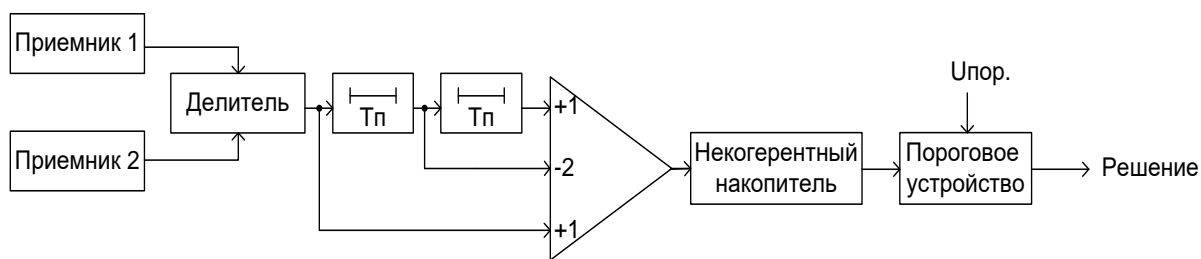 Приемник 1
Приемник 2
Делитель
Тп
Тп
+1
-2
+1
Некогерентный
накопитель
Uпор.
Пороговое
устройство
Решение